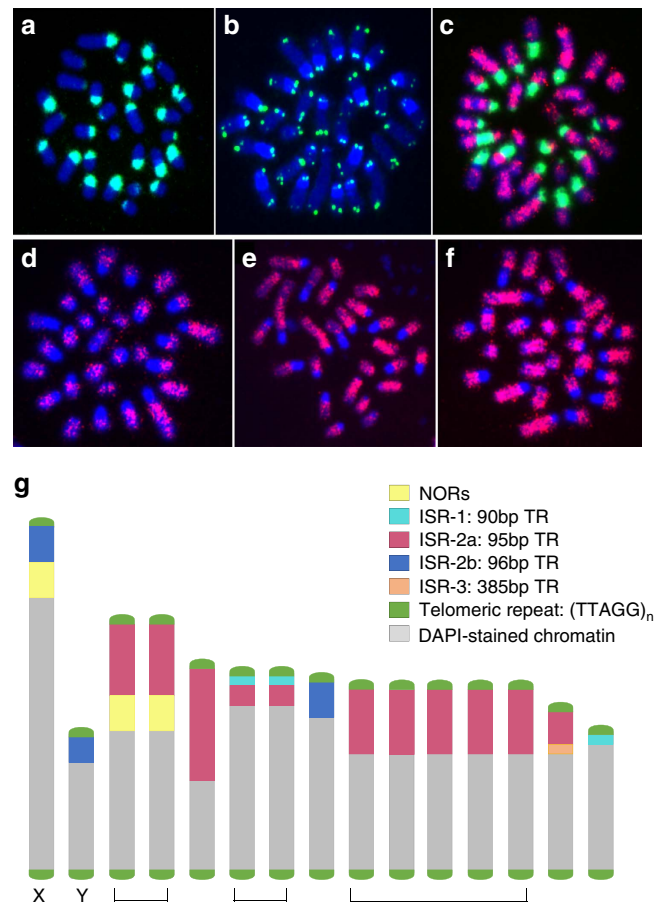 a
b
c
d
e
f
g
NORs
ISR-1: 90bp TR
ISR-2a: 95bp TR
ISR-2b: 96bp TR
ISR-3: 385bp TR
Telomeric repeat: (TTAGG)n
DAPI-stained chromatin
X Y